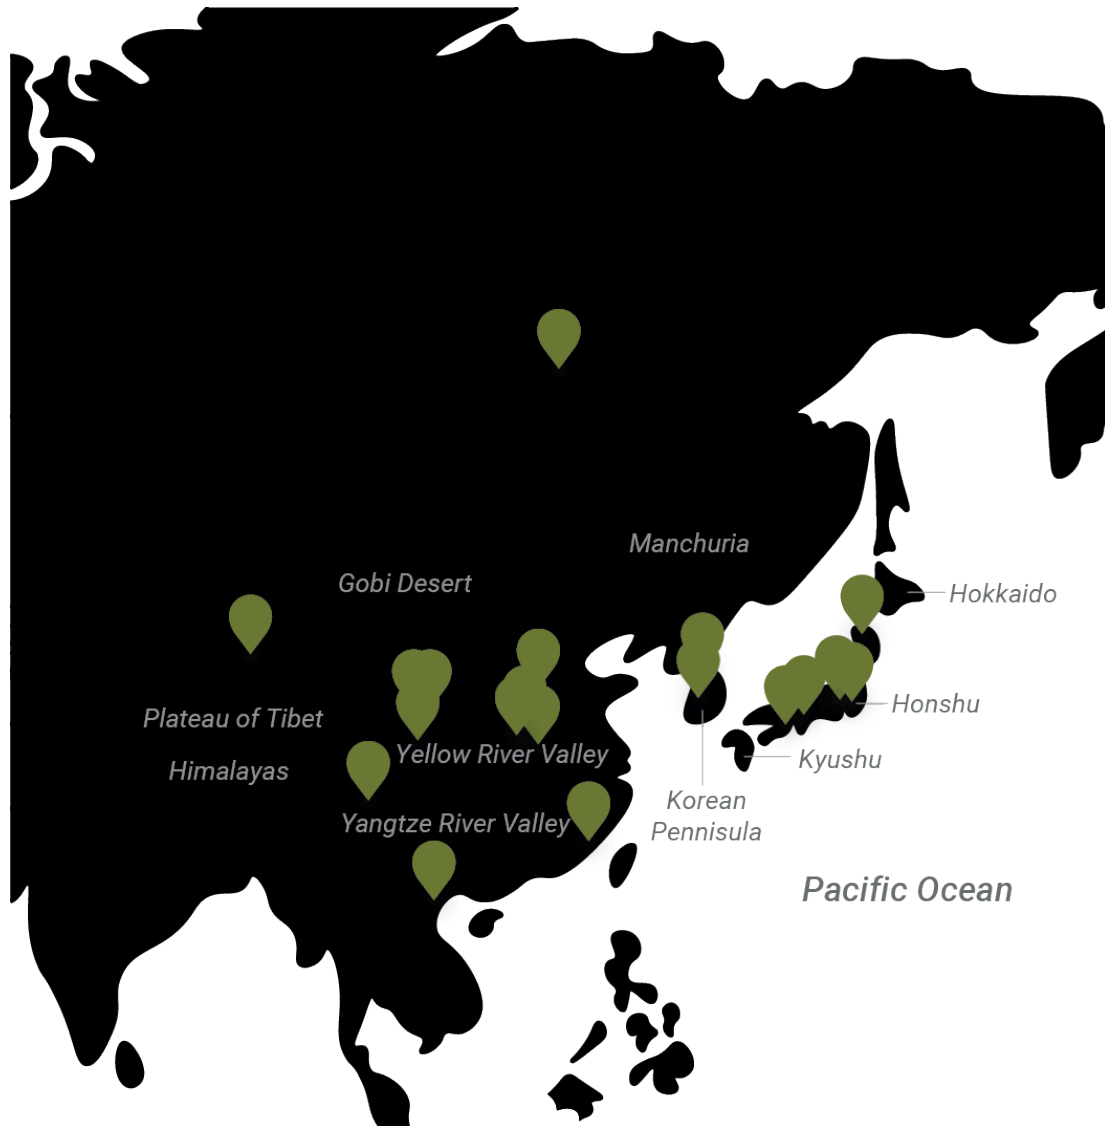 Manchuria
Gobi Desert
Hokkaido
Plateau of Tibet
Honshu
Himalayas
Yellow River Valley
Kyushu
Korean
Pennisula
Yangtze River Valley
Pacific Ocean